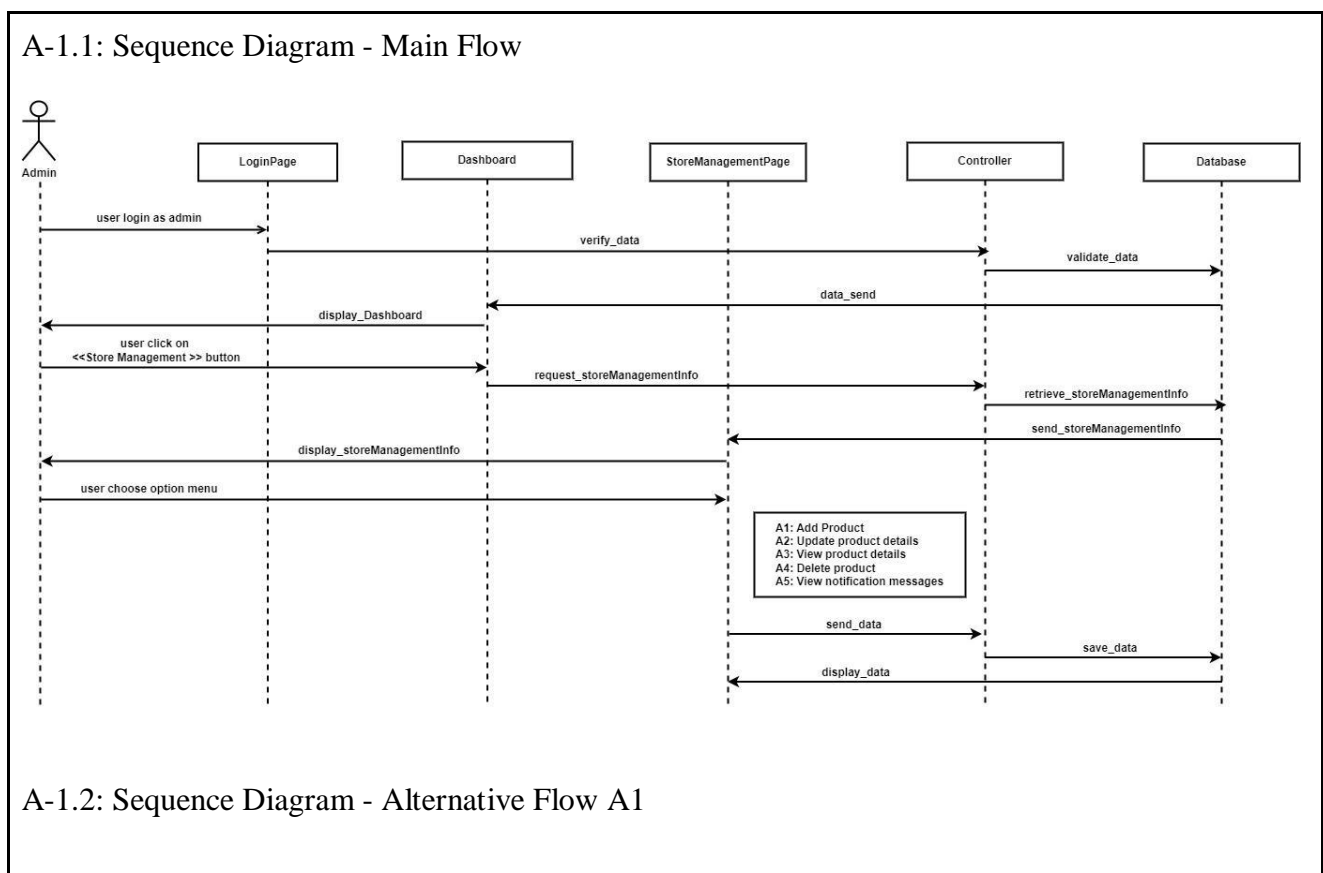 A-1.1: Sequence Diagram - Main Flow
Admin
LoginPage
Dashboard
StoreManagementPage
Controller
Database
user login as admin
verify_data
validate_data
data_send
display_Dashboard
user click on
<<Store Management >> button
request_storeManagementInfo
retrieve_storeManagementInfo
send_storeManagementInfo
display_storeManagementInfo
user choose option menu
A1: Add Product
A2: Update product details
A3: View product details
A4: Delete product
A5: View notification messages
send_data
save_data
display_data
A-1.2: Sequence Diagram - Alternative Flow A1